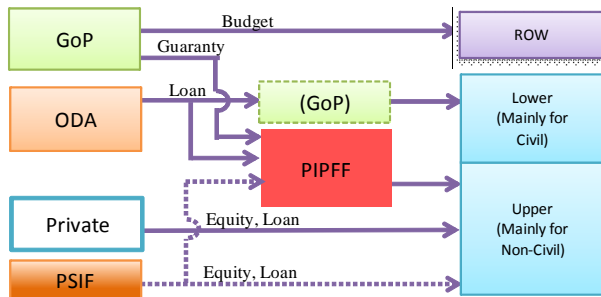 Budget
GoP
ROW
Guaranty
Loan
(GoP)
ODA
Lower
(Mainly for
Civil)
PIPFF
Private
Equity, Loan
Upper
(Mainly for
Non-Civil)
PSIF
Equity, Loan